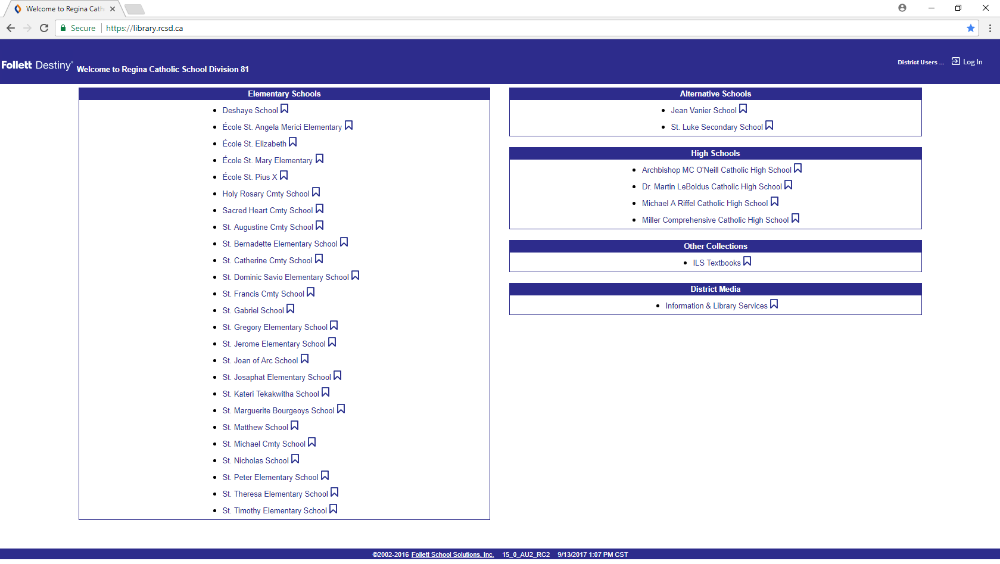 Welcome to Regina Cath
Secure https://library.rcsd.ca
Follett Destiny® Welcome to Regina Catholic School Division 81
District Users ... Log In
Elementary Schools
Deshaye School
École St. Angela Merici Elementary
École St. Elizabeth
École St. Mary Elementary
École St. Pius X
Holy Rosary Cmty School
Sacred Heart Cmty School
St. Augustine Cmty School
St. Bernadette Elementary School
St. Catherine Cmty School
St. Dominic Savio Elementary School
St. Francis Cmty School
St. Gabriel School
St. Gregory Elementary School
St. Jerome Elementary School
St. Joan of Arc School
St. Josaphat Elementary School
St. Kateri Tekakwitha School
St. Marguerite Bourgeoys School
St. Matthew School
St. Michael Cmty School
St. Nicholas School
St. Peter Elementary School
St. Theresa Elementary School
St. Timothy Elementary School
Alternative Schools
Jean Vanier School
St. Luke Secondary School
High Schools
Archbishop MC O'Neill Catholic High School
Dr. Martin LeBoldus Catholic High School
Michael A Riffel Catholic High School
Miller Comprehensive Catholic High School
Other Collections
ILS Textbooks
District Media
Information & Library Services
©2002-2016 Follett School Solutions, Inc. 15_0_AU2_RC2 9/13/2017 1:07 PM CST